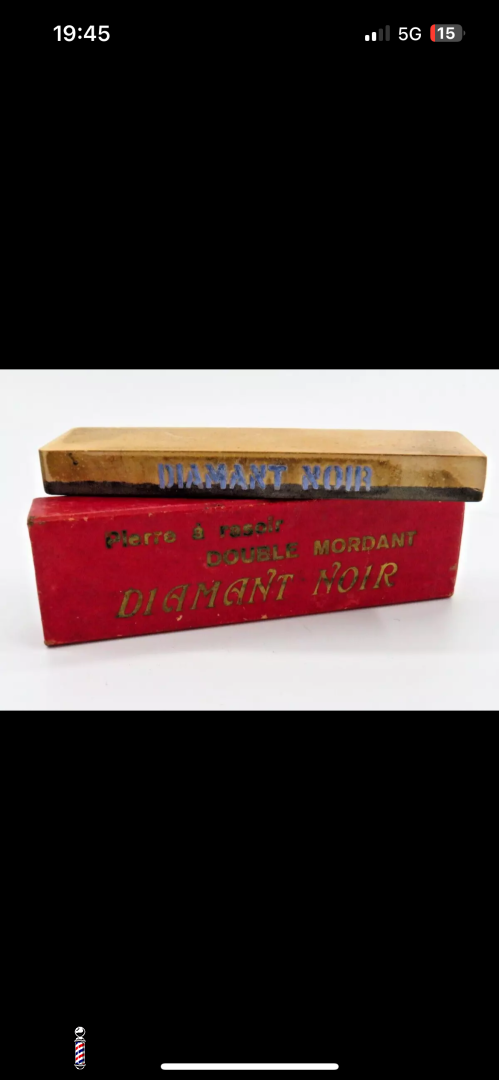 19:45
5G
15
DIAMANT NOIR
Pierre à rasoir
DOUBLE MORDANT
DIAMANT NOIR